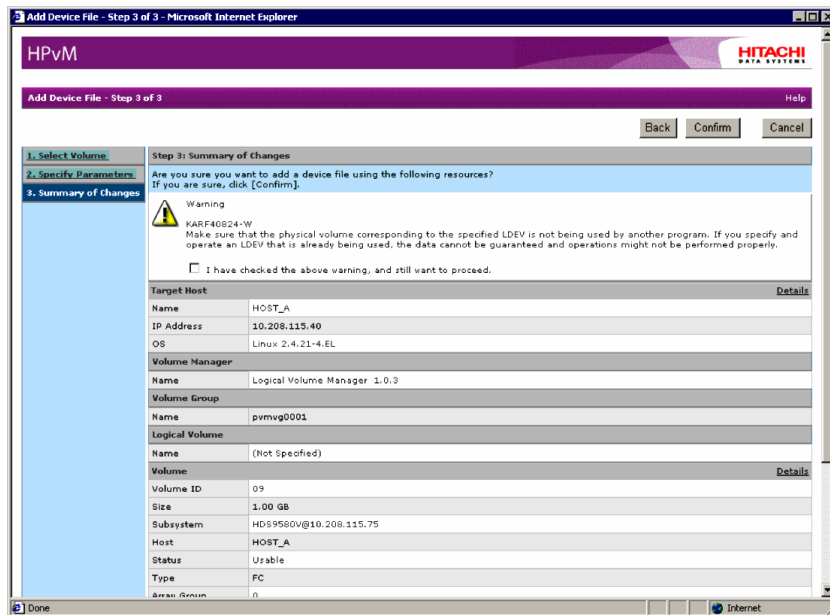 Add Device File - Step 3 of 3 - Microsoft Internet Explorer
HPvM
HITACHI
DATA SYSTEMS
Add Device File - Step 3 of 3 Help
Back Confirm Cancel
1. Select Volume
2. Specify Parameters
3. Summary of Changes
Step 3: Summary of Changes
Are you sure you want to add a device file using the following resources?
If you are sure, click [Confirm].
Warning
KARF40824-W
Make sure that the physical volume corresponding to the specified LDEV is not being used by another program. If you specify and
operate an LDEV that is already being used, the data cannot be guaranteed and operations might not be performed properly.
I have checked the above warning, and still want to proceed.
Target Host Details
Name HOST_A
IP Address 10.208.115.40
OS Linux 2.4.21-4.EL
Volume Manager
Name Logical Volume Manager 1.0.3
Volume Group
Name pvmvg0001
Logical Volume
Name (Not Specified)
Volume Details
Volume ID 09
Size 1.00 GB
Subsystem HDS9580V@10.208.115.75
Host HOST_A
Status Usable
Type FC
Array Group 0
Done Internet